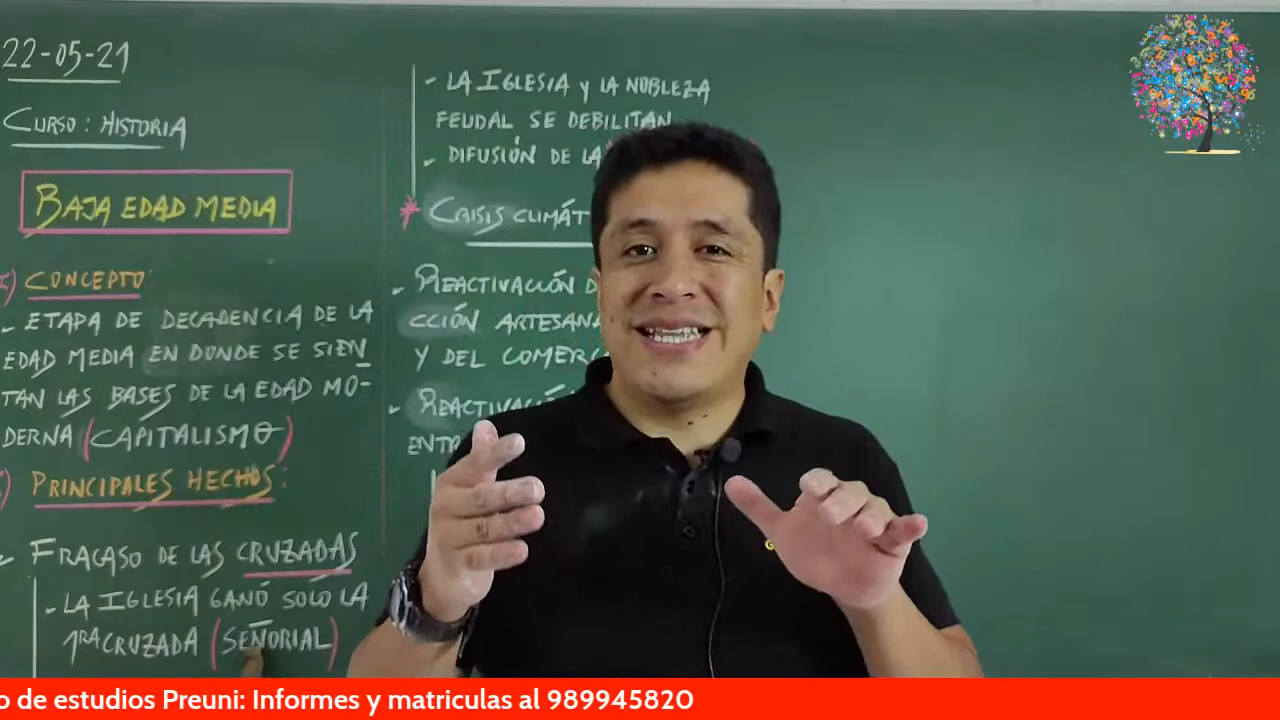 22-05-21
CURSO: HISTORIA
BAJA EDAD MEDIA
I) CONCEPTO
- ETAPA DE DECADENCIA DE LA
EDAD MEDIA EN DONDE SE SIEN
TAN LAS BASES DE LA EDAD MO-
DERNA (CAPITALISMO)
PRINCIPALES HECHOS:
- FRACASO DE LAS CRUZADAS
- LA IGLESIA GANÓ SOLO LA
1RA CRUZADA (SEÑORIAL)
- LA IGLESIA Y LA NOBLEZA
FEUDAL SE DEBILITAN
- DIFUSIÓN DE LA
* CRISIS CLIMÁT
- REACTIVACIÓN D
CCIÓN ARTESANA
Y DEL COMERC
- REACTIVACIÓ
ENTR
o de estudios Preuni: Informes y matriculas al 989945820